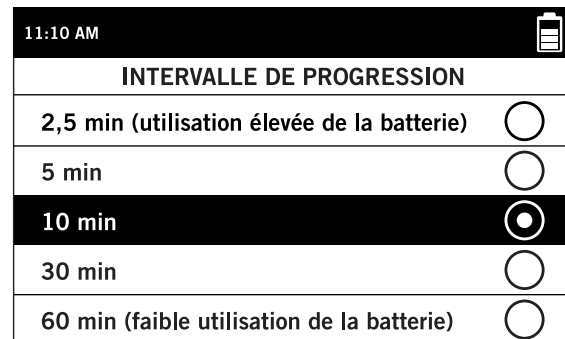 11:10 AM
INTERVALLE DE PROGRESSION
2,5 min (utilisation élevée de la batterie)
5 min
10 min
30 min
60 min (faible utilisation de la batterie)